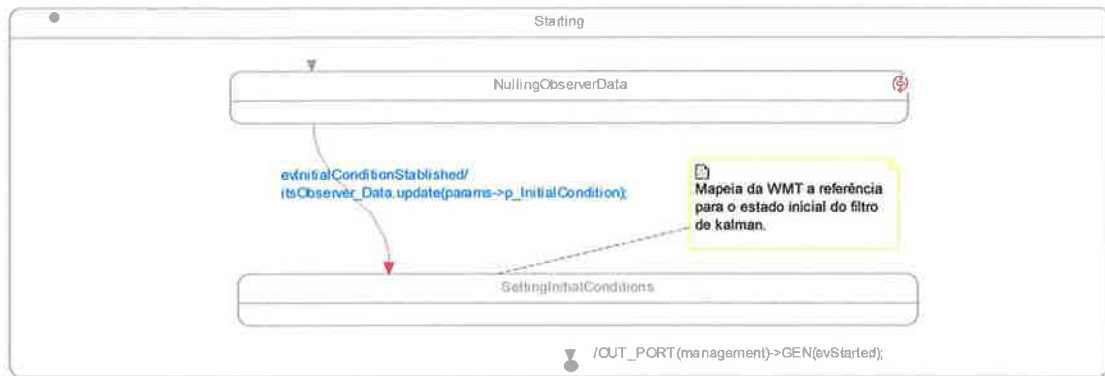 Starting
NullingObserverData
evInitialConditionStablished/
itsObserver_Data.update(params->p_InitialCondition);
Mapeia da WMT a referência
para o estado inicial do filtro
de kalman.
SettingInitialConditions
/OUT_PORT(management)->GEN(evStarted);